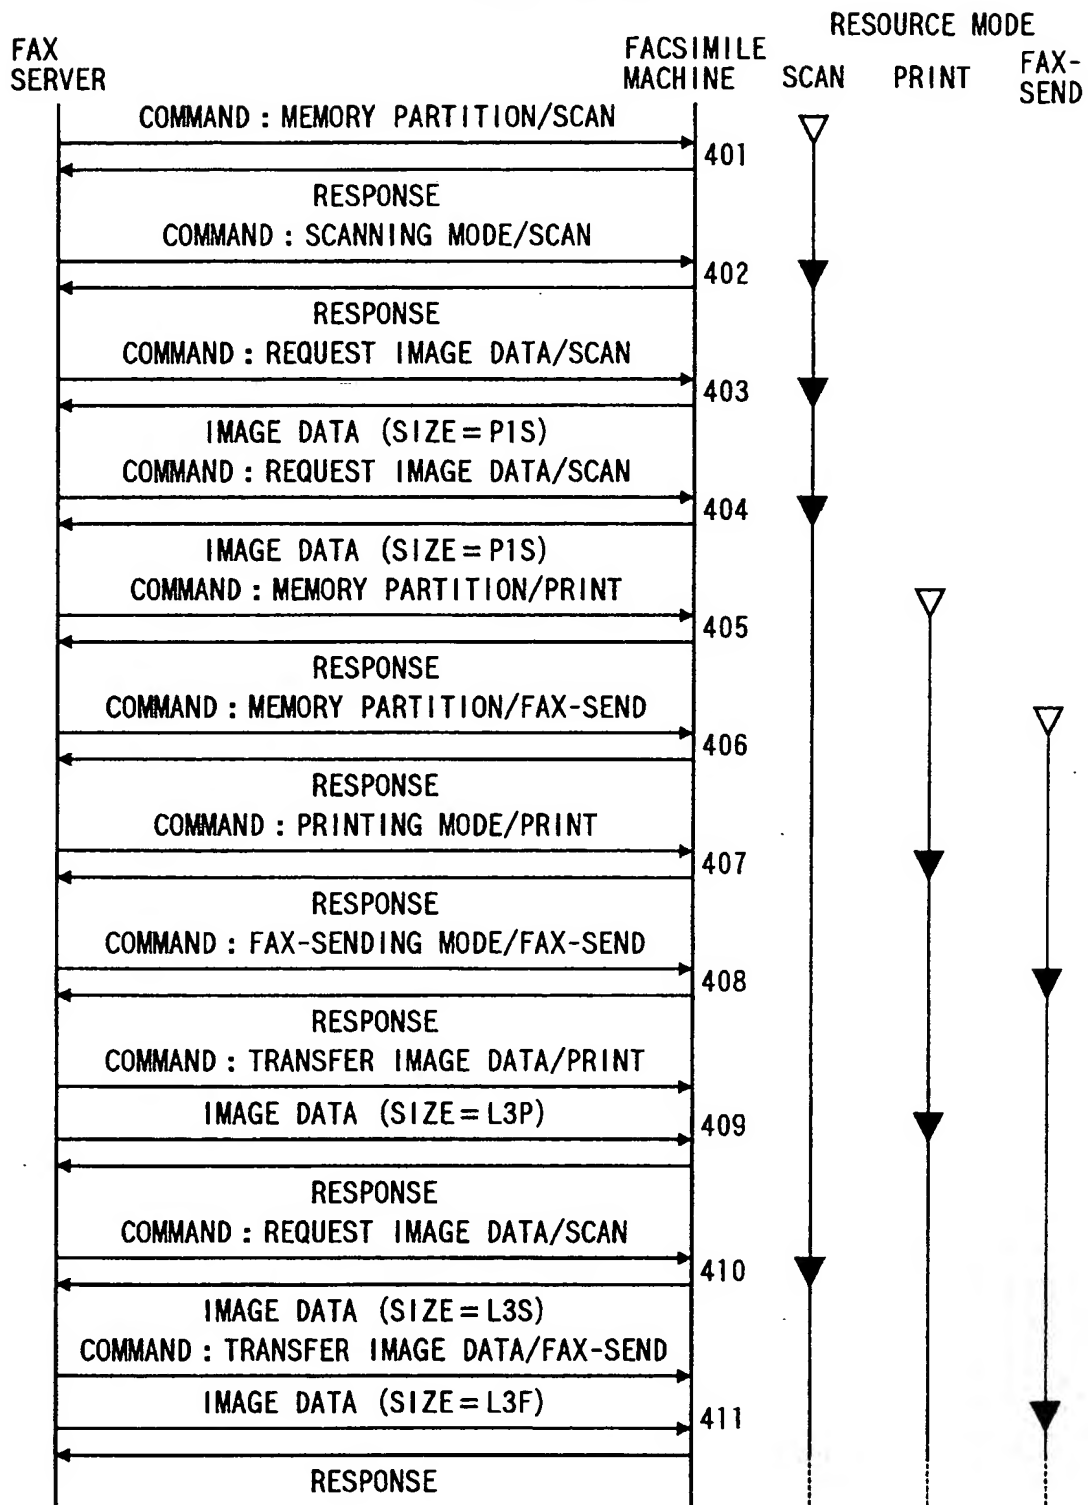 RESOURCE MODE
FAX
SERVER
FACSIMILE
MACHINE
SCAN
PRINT
FAX-
SEND
COMMAND : MEMORY PARTITION/SCAN
401
RESPONSE
COMMAND : SCANNING MODE/SCAN
402
RESPONSE
COMMAND : REQUEST IMAGE DATA/SCAN
403
IMAGE DATA (SIZE=P1S)
COMMAND : REQUEST IMAGE DATA/SCAN
404
IMAGE DATA (SIZE=P1S)
COMMAND : MEMORY PARTITION/PRINT
405
RESPONSE
COMMAND : MEMORY PARTITION/FAX-SEND
406
RESPONSE
COMMAND : PRINTING MODE/PRINT
407
RESPONSE
COMMAND : FAX-SENDING MODE/FAX-SEND
408
RESPONSE
COMMAND : TRANSFER IMAGE DATA/PRINT
IMAGE DATA (SIZE=L3P)
409
RESPONSE
COMMAND : REQUEST IMAGE DATA/SCAN
410
IMAGE DATA (SIZE=L3S)
COMMAND : TRANSFER IMAGE DATA/FAX-SEND
IMAGE DATA (SIZE=L3F)
411
RESPONSE